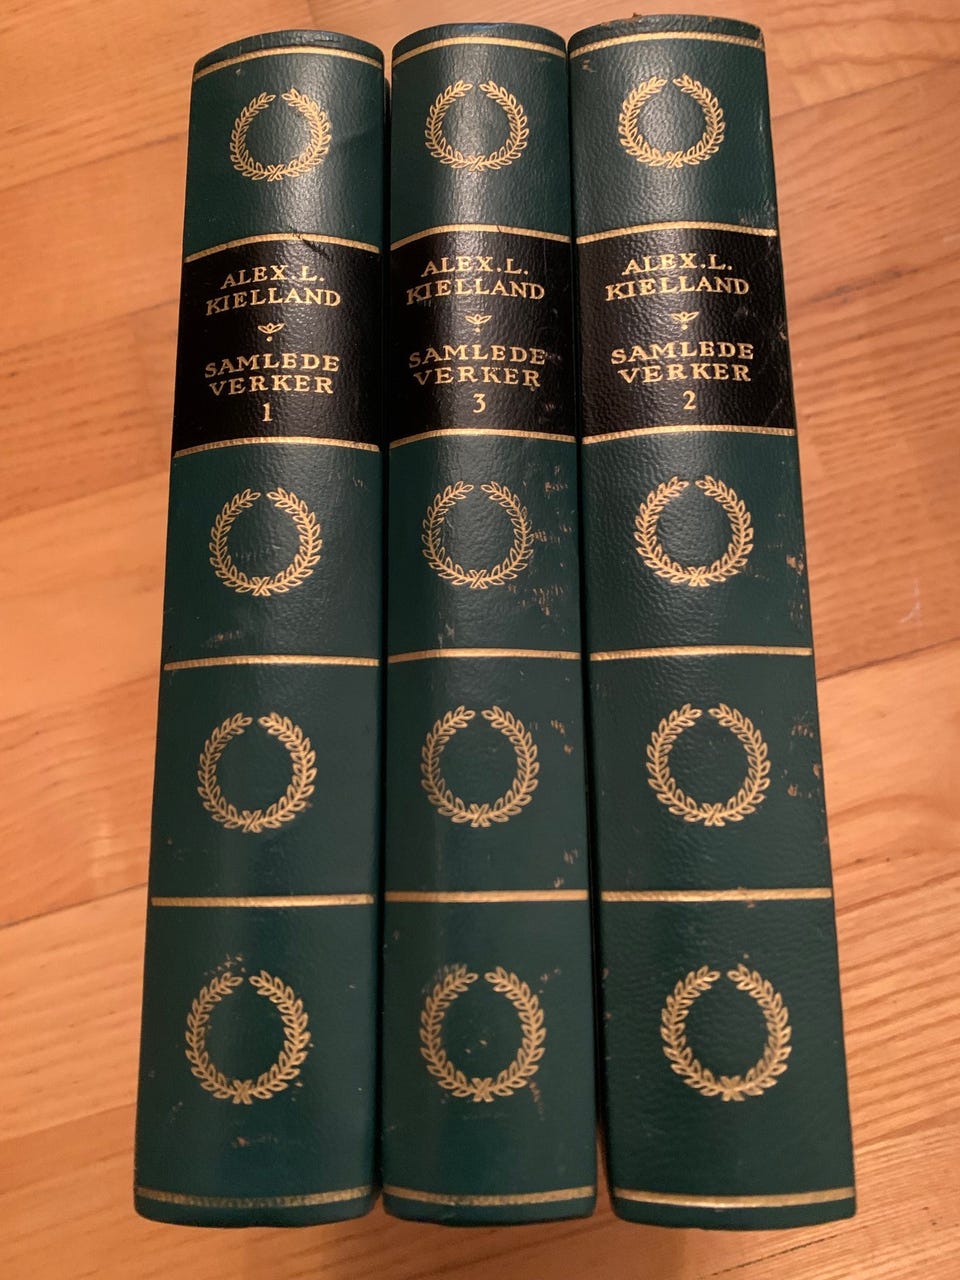 ALEX.L.
KIELLAND
SAMLEDE
VERKER
1
ALEX.L.
KIELLAND
SAMLEDE
VERKER
3
ALEX.L.
KIELLAND
SAMLEDE
VERKER
2